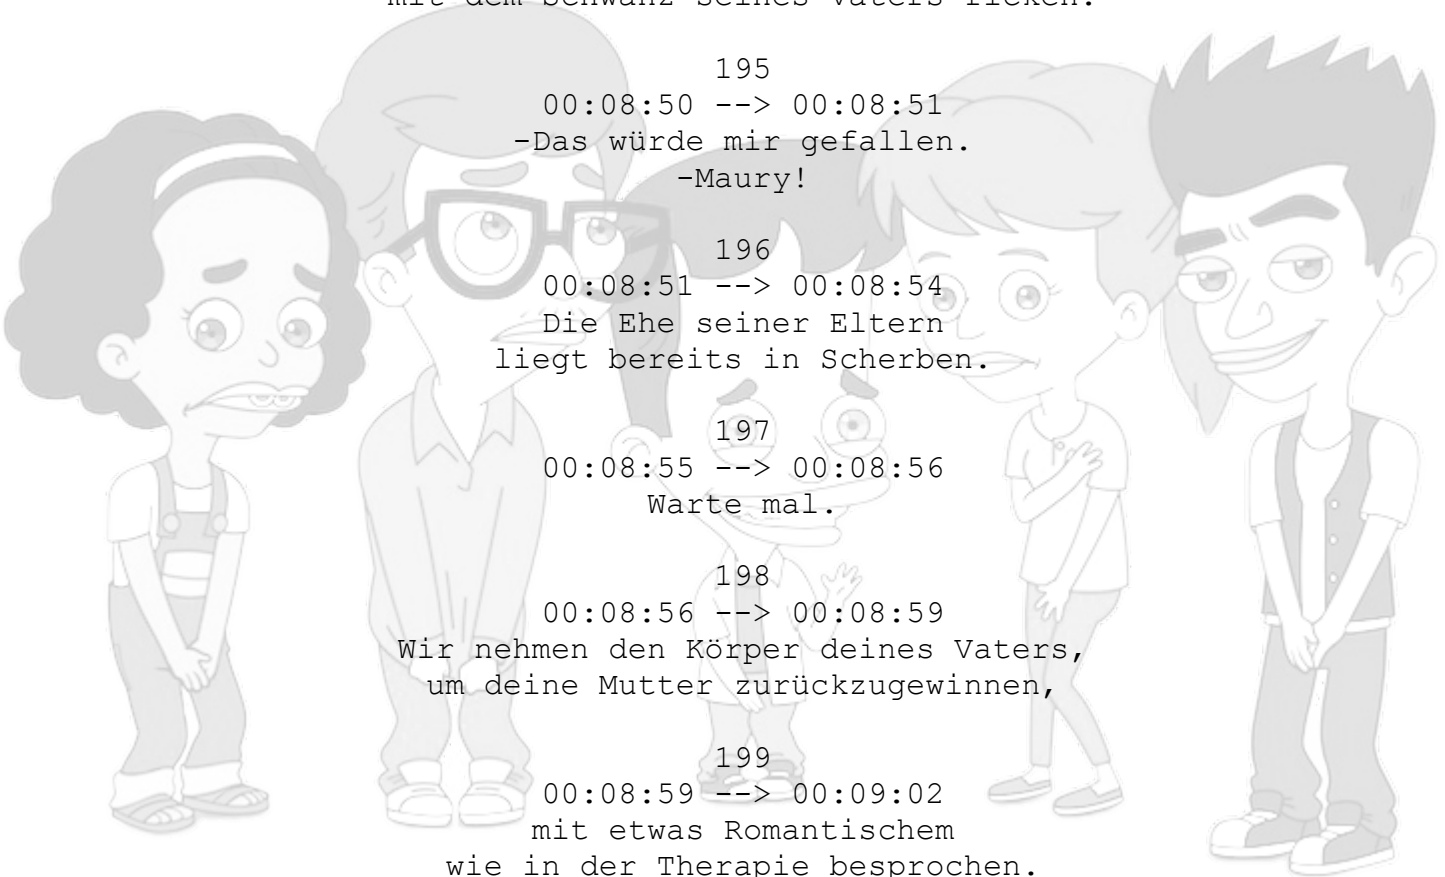 mit dem Schwanz seines Vaters ficken.
195
00:08:50 --> 00:08:51
-Das würde mir gefallen.
-Maury!
196
00:08:51 --> 00:08:54
Die Ehe seiner Eltern
liegt bereits in Scherben.
197
00:08:55 --> 00:08:56
Warte mal.
198
00:08:56 --> 00:08:59
Wir nehmen den Körper deines Vaters,
um deine Mutter zurückzugewinnen,
199
00:08:59 --> 00:09:02
mit etwas Romantischem
wie in der Therapie besprochen.